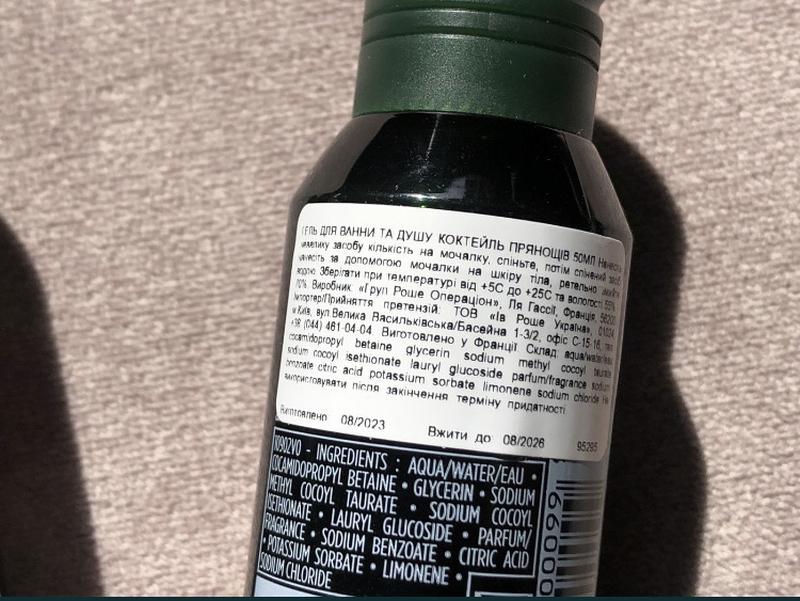 ГЕЛЬ ДЛЯ ВАННИ ТА ДУШУ КОКТЕЙЛЬ ПРЯНОЩІВ 50МЛ Нанесіть
невелику засобу кількість на мочалку, спіньте, потім спінений засіб
нанесіть за допомогою мочалки на шкіру тіла, ретельно змийте
водою Зберігати при температурі від +5С до +25С та вологості 55%
70%. Виробник «Груп Роше Операціон», Ля Гассії, Франція, 56200
Імпортер/Прийняття претензій: ТОВ «Ів Роше Україна», 01024
м Київ, вул Велика Васильківська/Басейна 1-3/2, офіс С-15-16, тел
+38 (044) 461-04-04 Виготовлено у Франції Склад: aqua/water/eau
cocamidopropyl betaine glycerin sodium methyl cocoyl taurate
sodium cocoyl isethionate lauryl glucoside parfum/fragrance sodium
benzoate citric acid potassium sorbate limonene sodium chloride Не
використовувати після закінчення терміну придатності
Виготовлено 08/2023
Вжити до 08/2026 95285
10902V0 - INGREDIENTS : AQUA/WATER/EAU •
COCAMIDOPROPYL BETAINE • GLYCERIN • SODIUM
METHYL COCOYL TAURATE • SODIUM COCOYL
ISETHIONATE • LAURYL GLUCOSIDE • PARFUM/
FRAGRANCE • SODIUM BENZOATE • CITRIC ACID
• POTASSIUM SORBATE • LIMONENE •
SODIUM CHLORIDE